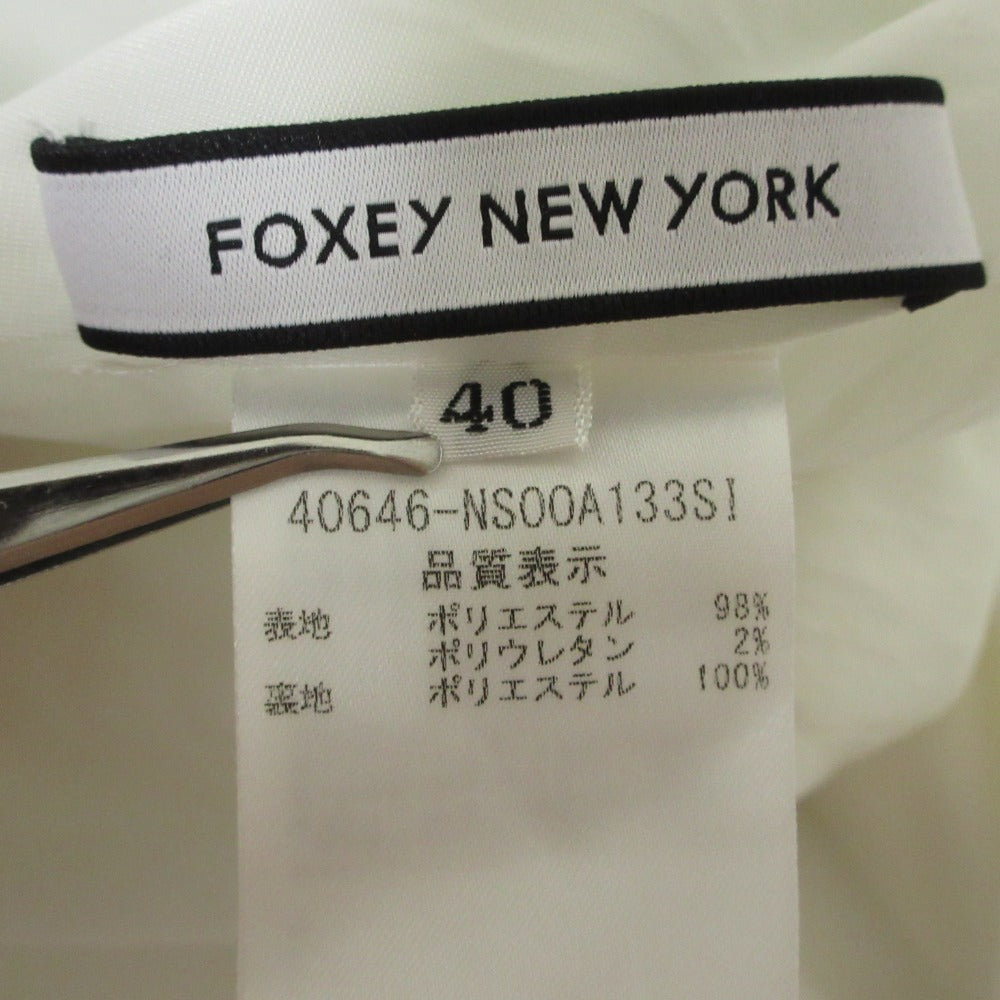 FOXEY NEW YORK
40
40646-NS00A133SI
品質表示
表地 ポリエステル 98%
ポリウレタン 2%
裏地 ポリエステル 100%